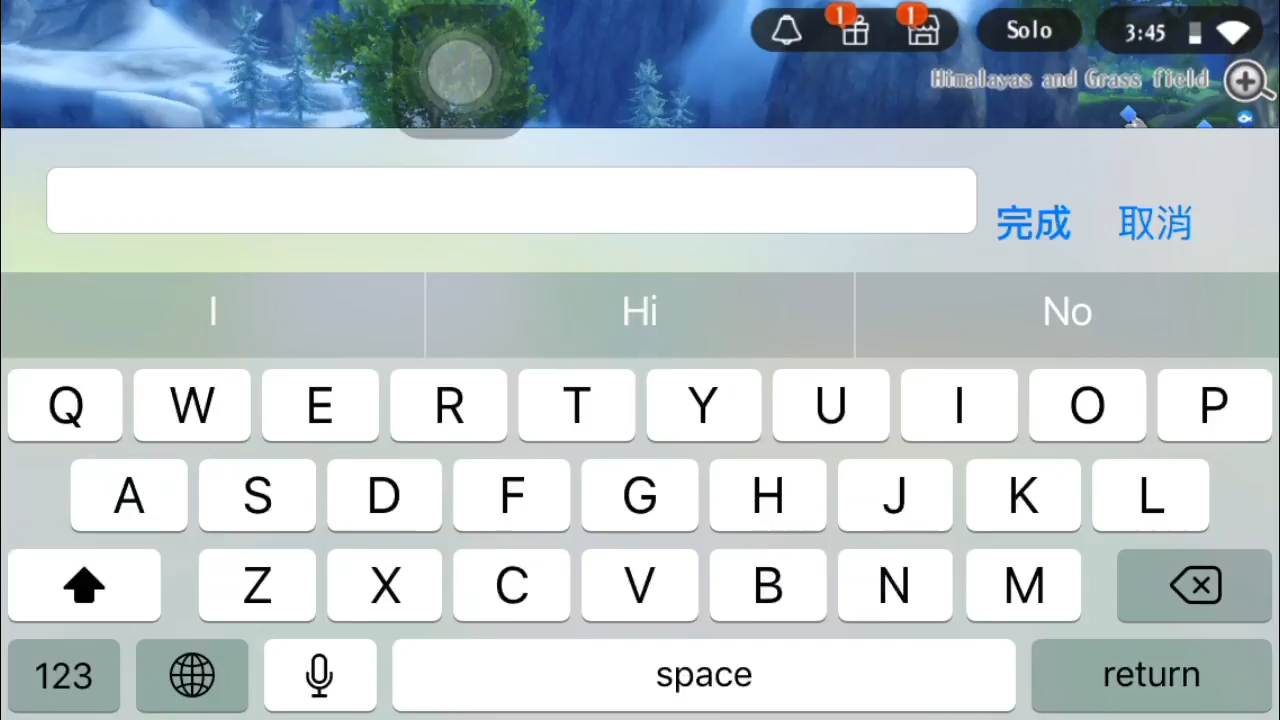 1 1 Solo 3:45
Himalayas and Grass field
完成 取消
I Hi No
Q W E R T Y U I O P
A S D F G H J K L
Z X C V B N M
123 space return